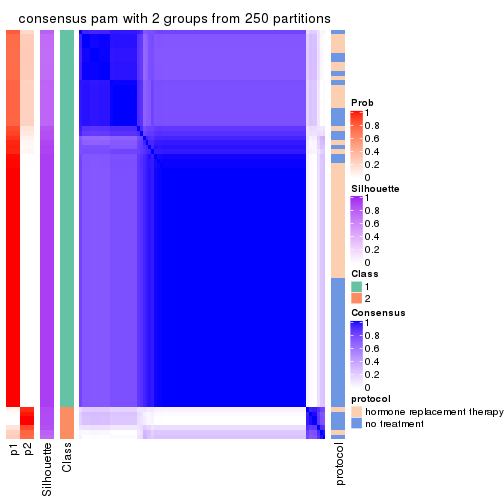 consensus pam with 2 groups from 250 partitions
Prob
1
0.8
0.6
0.4
0.2
0
Silhouette
1
0.8
0.6
0.4
0.2
0
Class
1
2
Consensus
1
0.8
0.6
0.4
0.2
0
protocol
hormone replacement therapy
no treatment
p1
p2
Silhouette
Class
protocol